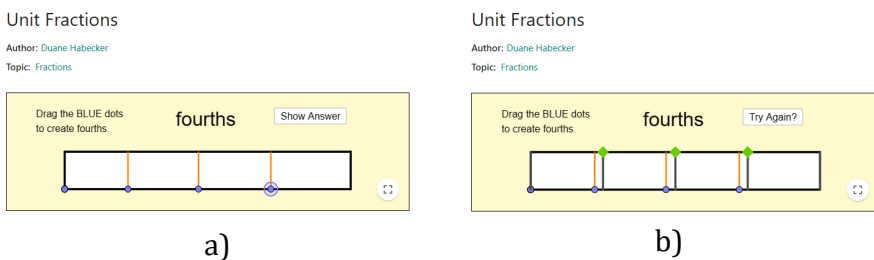 Unit Fractions
Author: Duane Habecker
Topic: Fractions
Drag the BLUE dots
to create fourths.
fourths
Show Answer
a)
Unit Fractions
Author: Duane Habecker
Topic: Fractions
Drag the BLUE dots
to create fourths.
fourths
Try Again?
b)